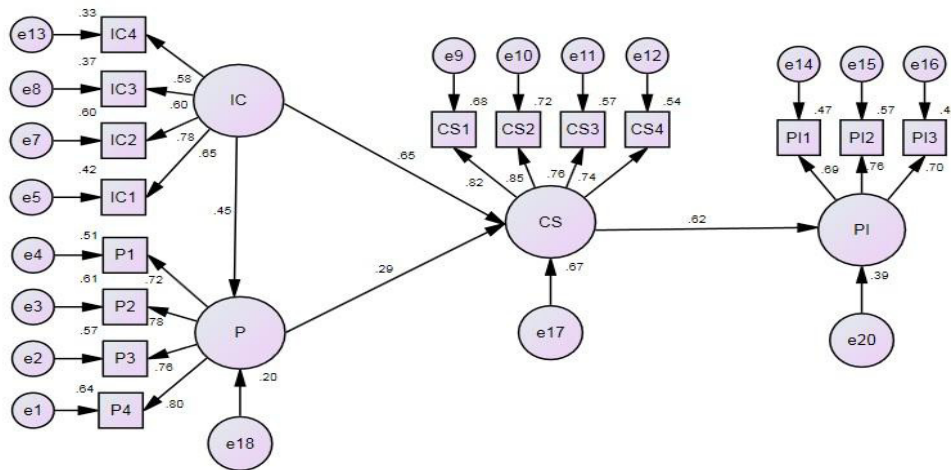 e13
.33
IC4
e8
.37
IC3
.58
e7
.60
IC2
.60
.78
e5
.42
IC1
.65
IC
e4
.51
P1
.72
e3
.61
P2
.78
e2
.57
P3
.76
e1
.64
P4
.80
P
.20
e18
.45
.65
.29
e9
e10
e11
e12
.68
.72
.57
.54
CS1
CS2
CS3
CS4
.82
.85
.76
.74
CS
.67
e17
.62
e14
e15
e16
.47
.57
PI1
PI2
PI3
.69
.76
.70
PI
.39
e20